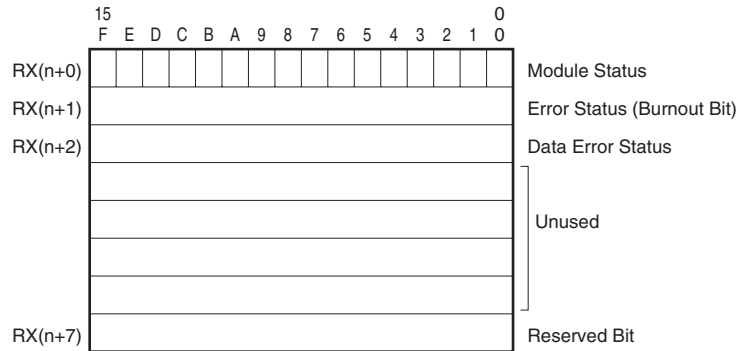 15 0
F E D C B A 9 8 7 6 5 4 3 2 1 0
RX(n+0) Module Status
RX(n+1) Error Status (Burnout Bit)
RX(n+2) Data Error Status
Unused
RX(n+7) Reserved Bit